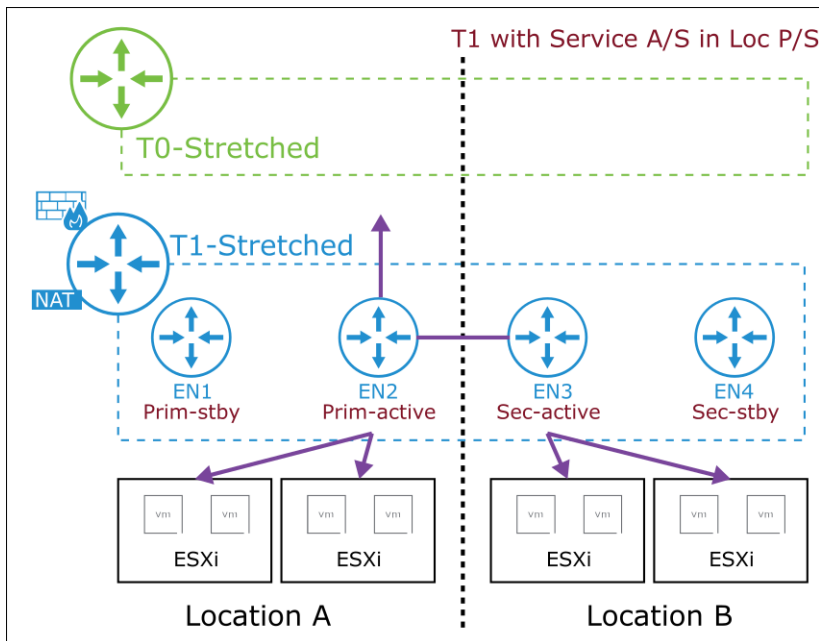 T1 with Service A/S in Loc P/S
T0-Stretched
T1-Stretched
NAT
EN1
Prim-stby
EN2
Prim-active
EN3
Sec-active
EN4
Sec-stby
vm vm
ESXi
vm vm
ESXi
vm vm
ESXi
vm vm
ESXi
Location A
Location B